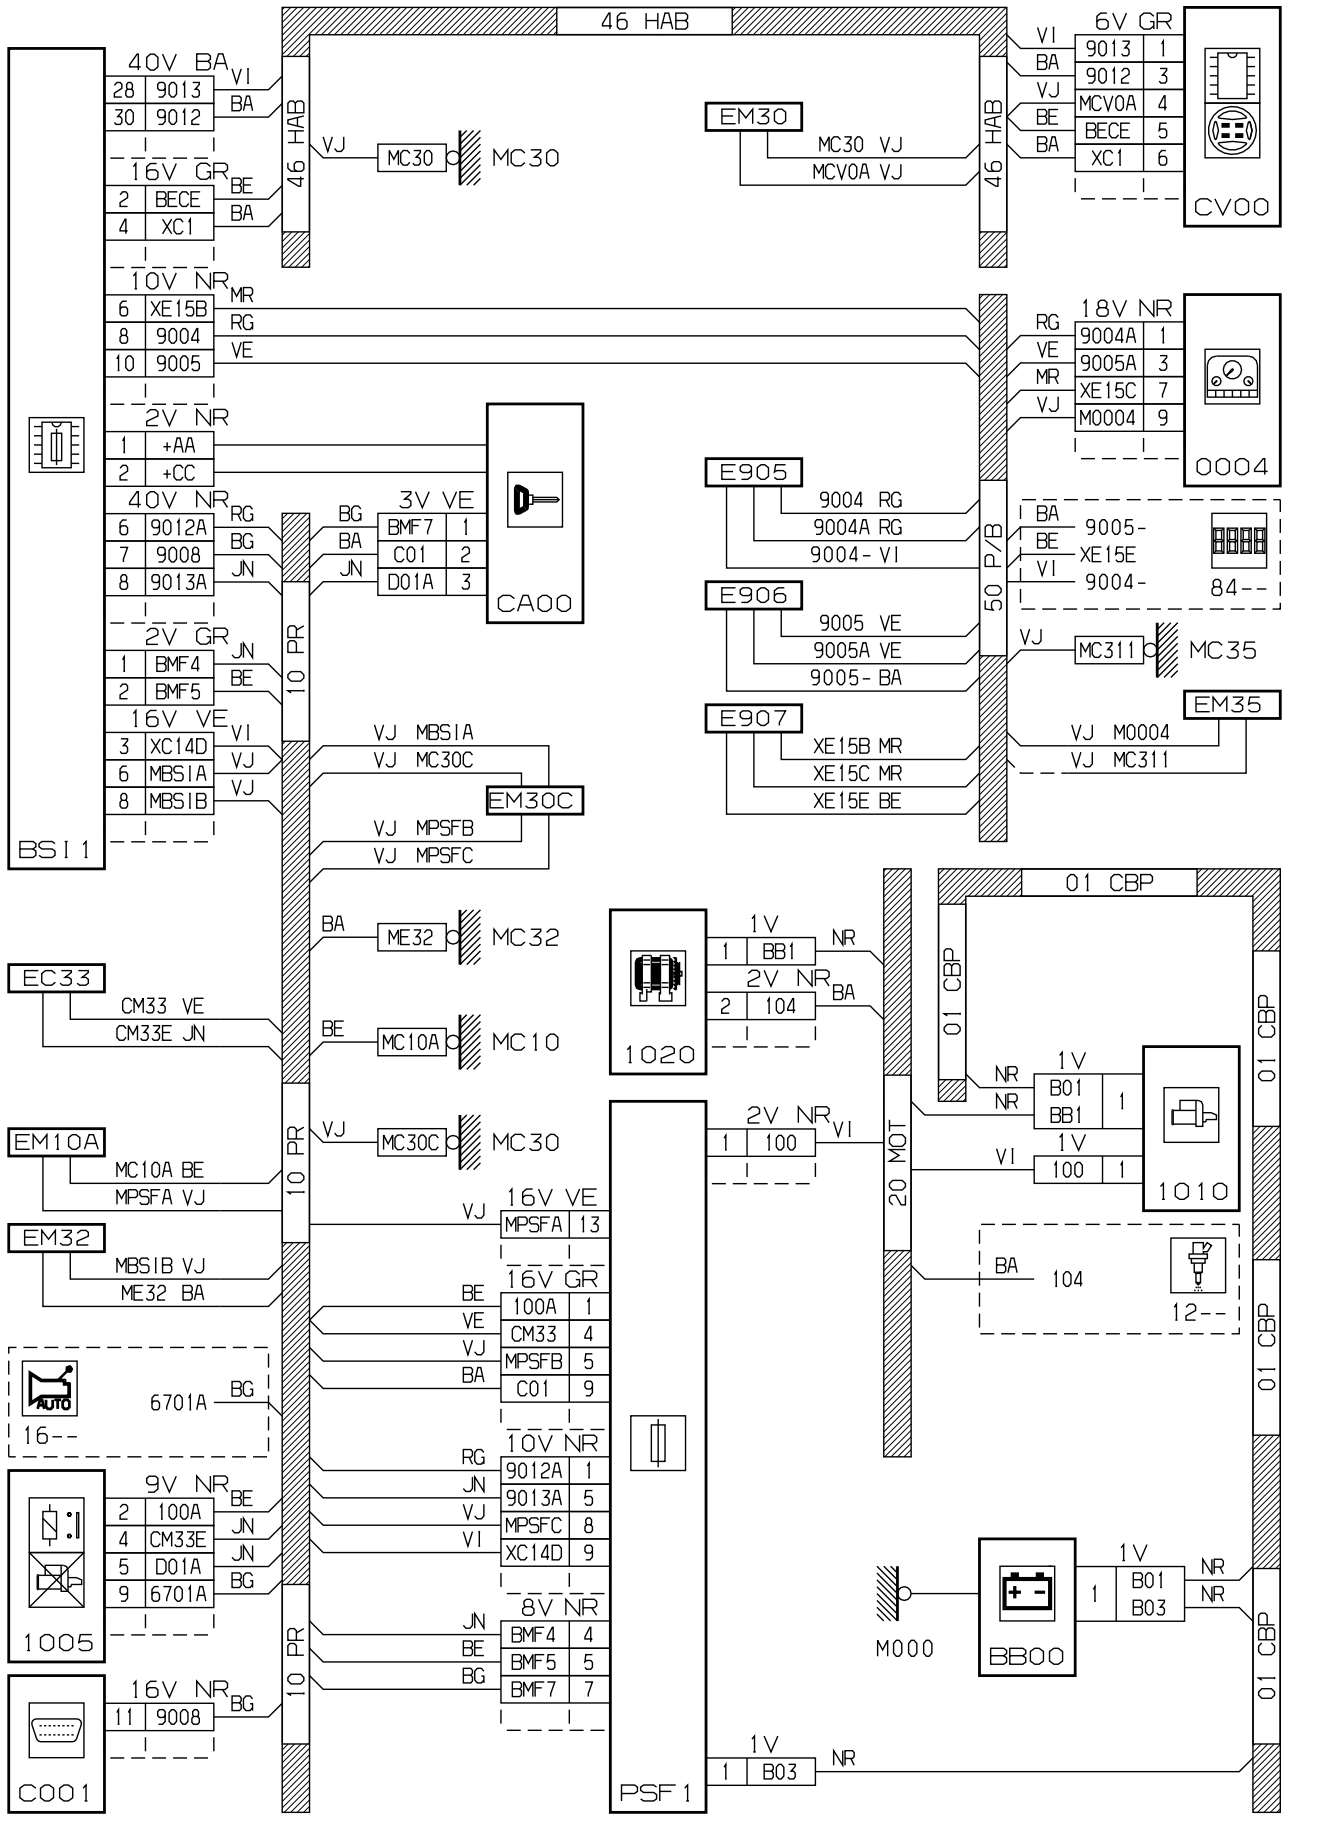 46 HAB
40V BA
28 9013 VI
30 9012 BA
16V GR
2 BECE BE
4 XC1 BA
10V NR
6 XE15B MR
8 9004 RG
10 9005 VE
2V NR
1 +AA
2 +CC
40V NR
6 9012A RG
7 9008 BG
8 9013A JN
2V GR
1 BMF4 JN
2 BMF5 BE
16V VE
3 XC14D VI
6 MBSIA VJ
8 MBSIB VJ
BSI1
46 HAB
VJ MC30 MC30
EM30
MC30 VJ
MCV0A VJ
46 HAB
6V GR
VI 9013 1
BA 9012 3
VJ MCV0A 4
BE BECE 5
BA XC1 6
CV00
18V NR
RG 9004A 1
VE 9005A 3
MR XE15C 7
VJ M0004 9
0004
3V VE
BG BMF7 1
BA C01 2
JN D01A 3
CA00
10 PR
E905
9004 RG
9004A RG
9004- VI
E906
9005 VE
9005A VE
9005- BA
E907
XE15B MR
XE15C MR
XE15E BE
50 P/B
BA 9005-
BE XE15E
VI 9004-
84--
VJ MC311 MC35
EM35
VJ M0004
VJ MC311
VJ MBSIA
VJ MC30C
EM30C
VJ MPSFB
VJ MPSFC
BA ME32 MC32
BE MC10A MC10
VJ MC30C MC30
EC33
CM33 VE
CM33E JN
EM10A
MC10A BE
MPSFA VJ
EM32
MBSIB VJ
ME32 BA
10 PR
AUTO
6701A BG
16--
9V NR
2 100A BE
4 CM33E JN
5 D01A JN
9 6701A BG
1005
16V NR
11 9008 BG
C001
10 PR
1V
1 BB1 NR
2V NR
2 104 BA
1020
2V NR
1 100 VI
16V VE
VJ MPSFA 13
16V GR
BE 100A 1
VE CM33 4
VJ MPSFB 5
BA C01 9
10V NR
RG 9012A 1
JN 9013A 5
VJ MPSFC 8
VI XC14D 9
8V NR
JN BMF4 4
BE BMF5 5
BG BMF7 7
1V
1 B03 NR
PSF1
20 MOT
01 CBP
01 CBP
01 CBP
1V
NR B01 1
NR BB1
1V
VI 100 1
1010
BA 104
12--
01 CBP
M000
BB00
1V
1 B01 NR
B03 NR
01 CBP